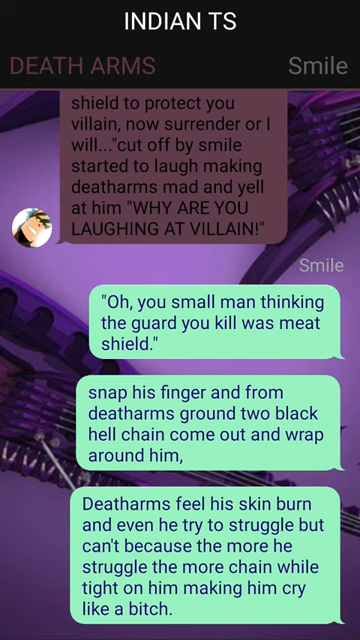 INDIAN TS
DEATH ARMS Smile
shield to protect you
villain, now surrender or I
will..."cut off by smile
started to laugh making
deatharms mad and yell
at him "WHY ARE YOU
LAUGHING AT VILLAIN!"
Smile
"Oh, you small man thinking
the guard you kill was meat
shield."
snap his finger and from
deatharms ground two black
hell chain come out and wrap
around him,
Deatharms feel his skin burn
and even he try to struggle but
can't because the more he
struggle the more chain while
tight on him making him cry
like a bitch.